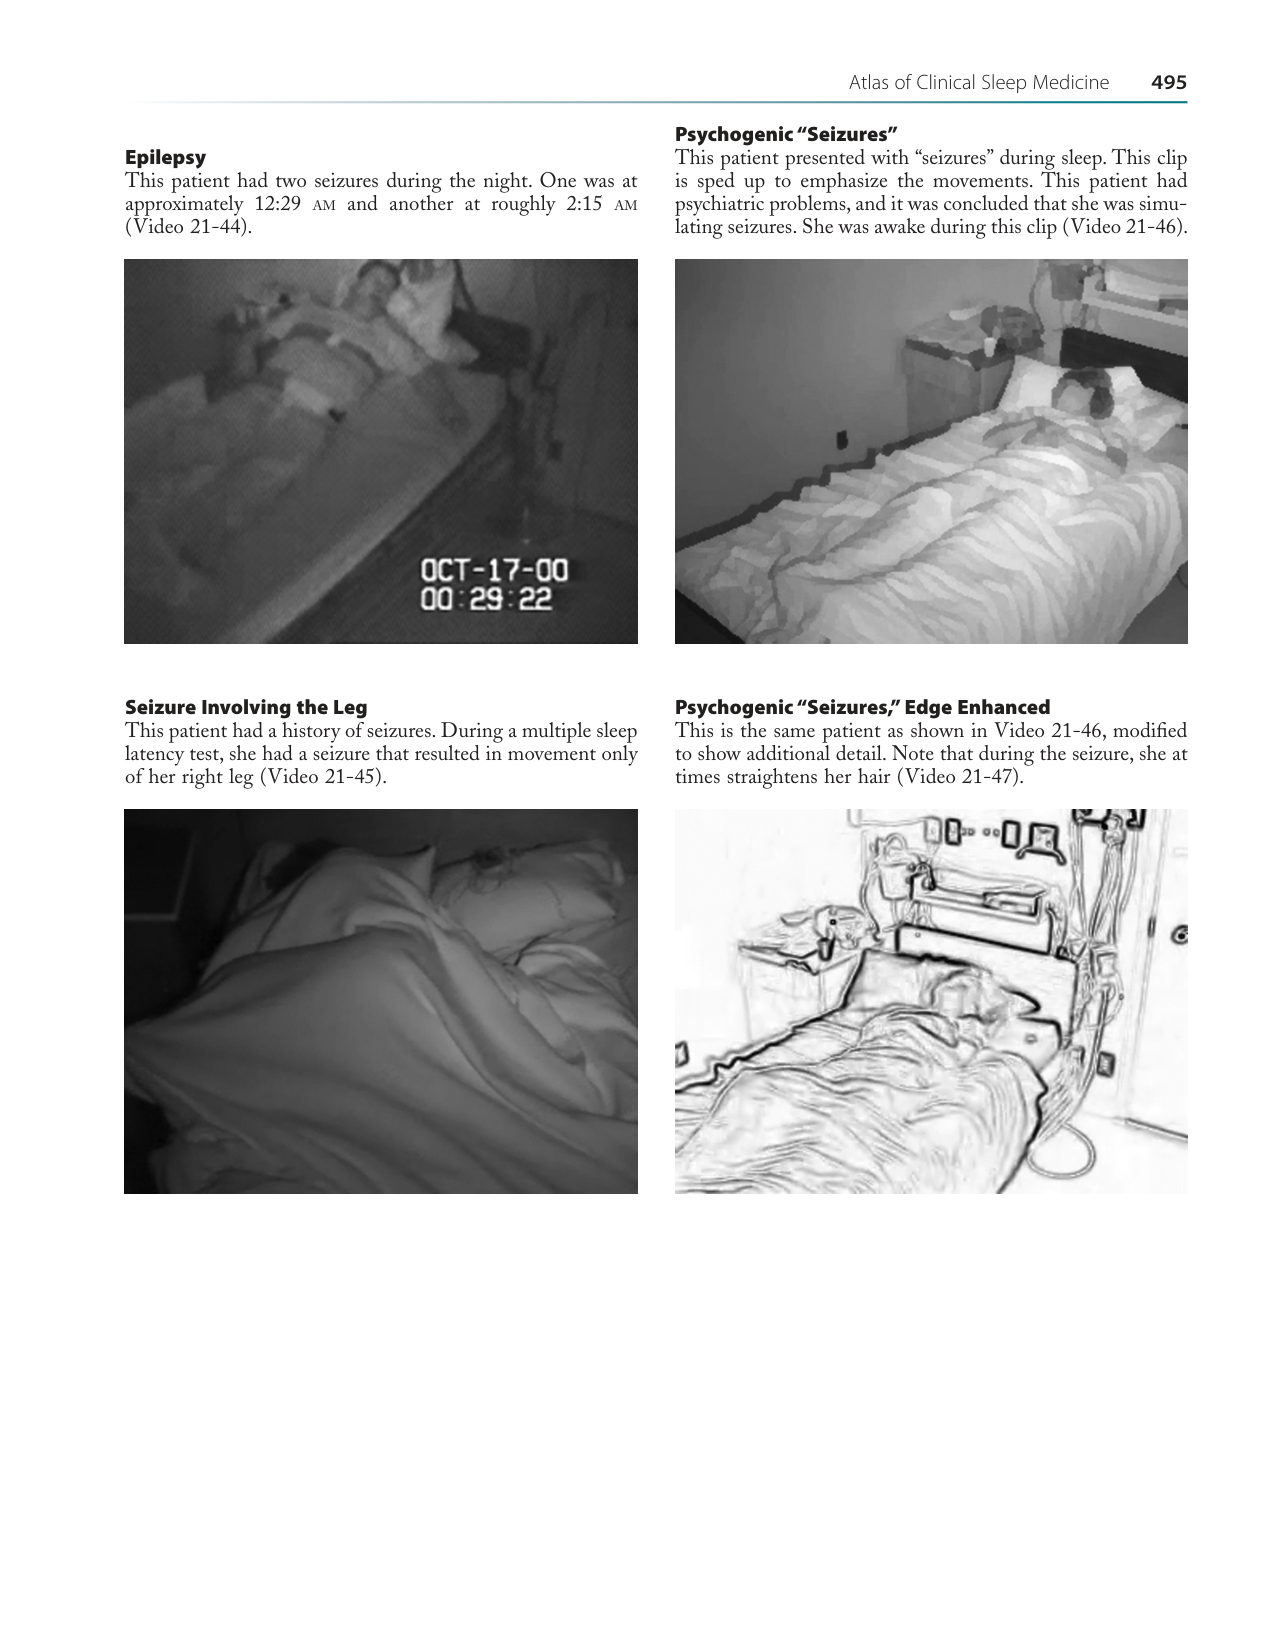 Atlas of Clinical Sleep Medicine 495
Epilepsy
This patient had two seizures during the night. One was at
approximately 12:29 AM and another at roughly 2:15 AM
(Video 21-44).
OCT-17-00
00:29:22
Seizure Involving the Leg
This patient had a history of seizures. During a multiple sleep
latency test, she had a seizure that resulted in movement only
of her right leg (Video 21-45).
Psychogenic “Seizures”
This patient presented with “seizures” during sleep. This clip
is sped up to emphasize the movements. This patient had
psychiatric problems, and it was concluded that she was simu-
lating seizures. She was awake during this clip (Video 21-46).
Psychogenic “Seizures,” Edge Enhanced
This is the same patient as shown in Video 21-46, modified
to show additional detail. Note that during the seizure, she at
times straightens her hair (Video 21-47).